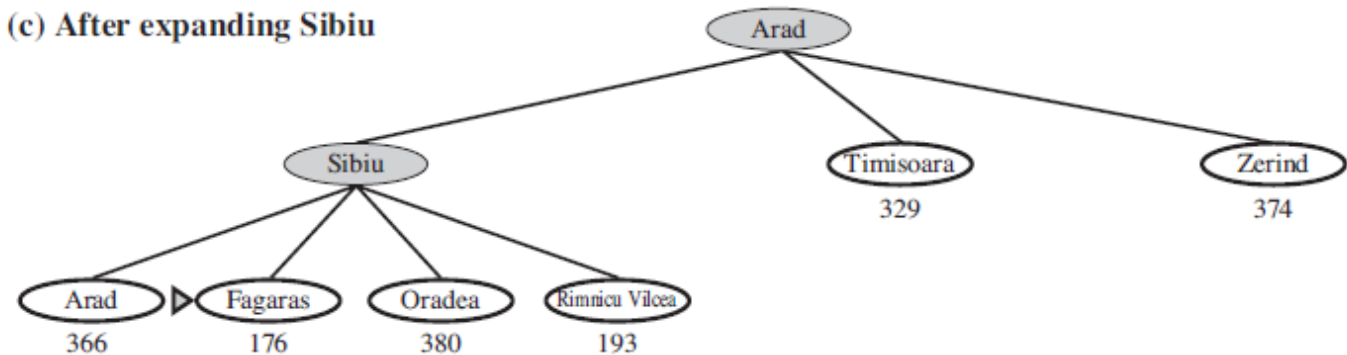 (c) After expanding Sibiu
Arad
Sibiu
Timisoara
Zerind
329
374
Arad
Fagaras
Oradea
Rimnicu Vilcea
366
176
380
193